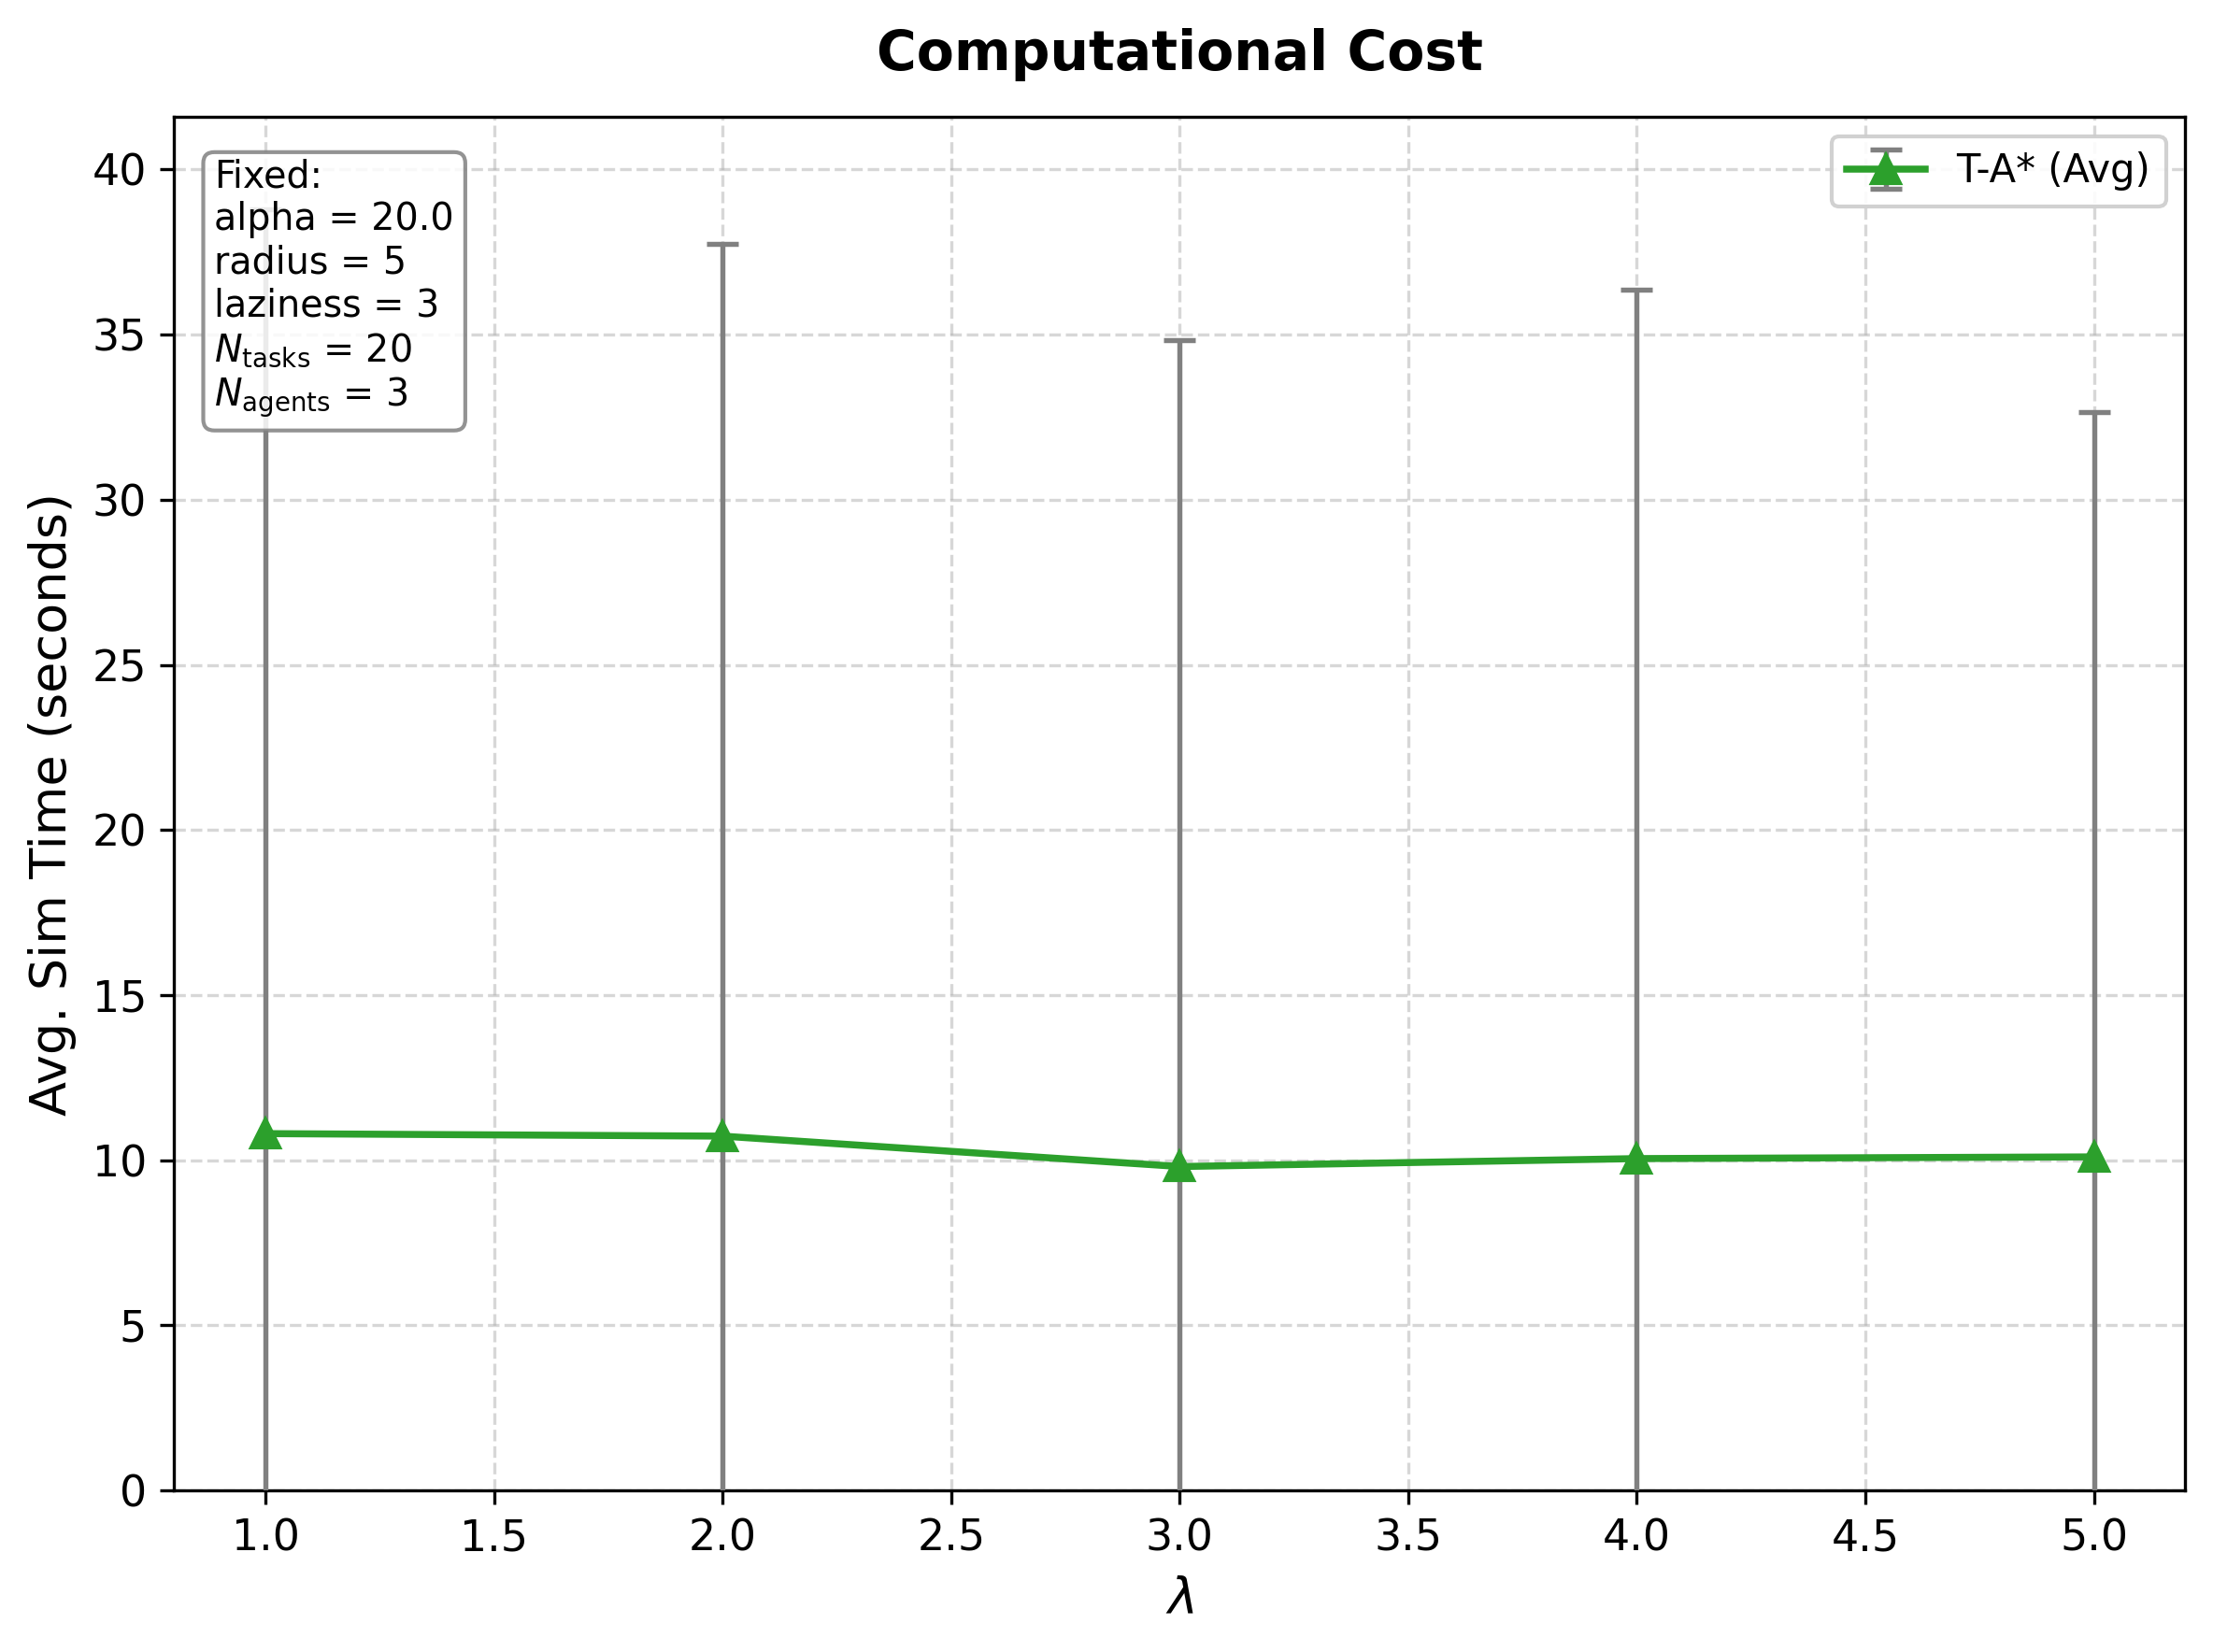 Computational Cost
Fixed:
alpha = 20.0
radius = 5
laziness = 3
N_tasks = 20
N_agents = 3
T-A* (Avg)
Avg. Sim Time (seconds)
40
35
30
25
20
15
10
5
0
1.0 1.5 2.0 2.5 3.0 3.5 4.0 4.5 5.0
λ